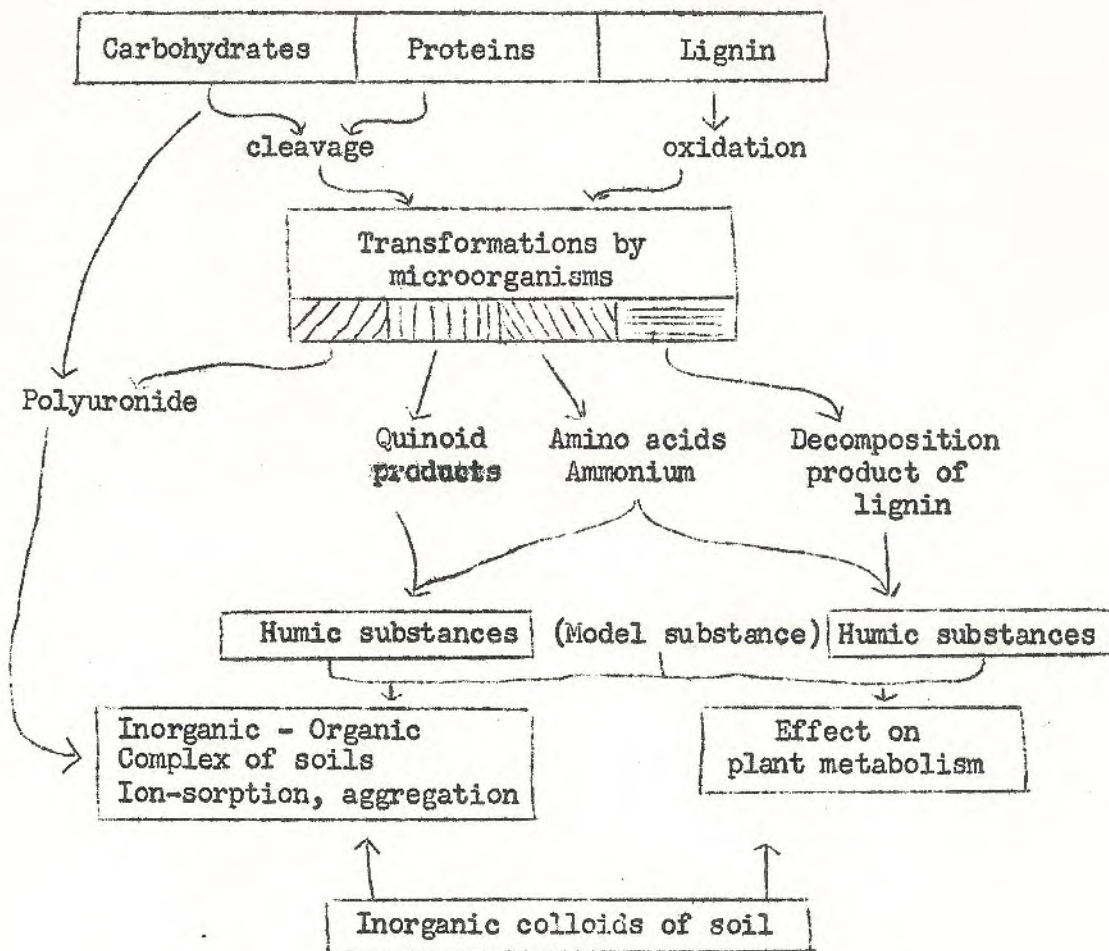 Carbohydrates Proteins Lignin
cleavage oxidation
Transformations by
microorganisms
Polyuronide
Quinoid Amino acids Decomposition
products Ammonium product of
lignin
Humic substances (Model substance) Humic substances
Inorganic - Organic
Complex of soils
Ion-sorption, aggregation
Effect on
plant metabolism
Inorganic colloids of soil